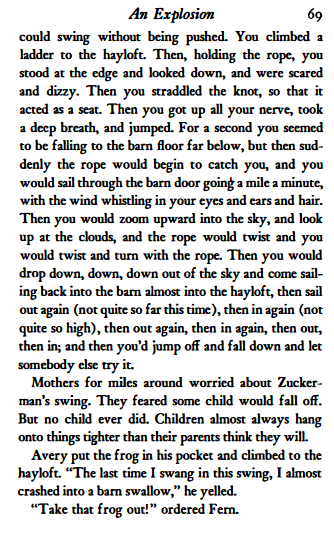 An Explosion 69
could swing without being pushed. You climbed a
ladder to the hayloft. Then, holding the rope, you
stood at the edge and looked down, and were scared
and dizzy. Then you straddled the knot, so that it
acted as a seat. Then you got up all your nerve, took
a deep breath, and jumped. For a second you seemed
to be falling to the barn floor far below, but then sud-
denly the rope would begin to catch you, and you
would sail through the barn door going a mile a minute,
with the wind whistling in your eyes and ears and hair.
Then you would zoom upward into the sky, and look
up at the clouds, and the rope would twist and you
would twist and turn with the rope. Then you would
drop down, down, down out of the sky and come sail-
ing back into the barn almost into the hayloft, then sail
out again (not quite so far this time), then in again (not
quite so high), then out again, then in again, then out,
then in; and then you'd jump off and fall down and let
somebody else try it.
Mothers for miles around worried about Zucker-
man's swing. They feared some child would fall off.
But no child ever did. Children almost always hang
onto things tighter than their parents think they will.
Avery put the frog in his pocket and climbed to the
hayloft. "The last time I swang in this swing, I almost
crashed into a barn swallow," he yelled.
"Take that frog out!" ordered Fern.